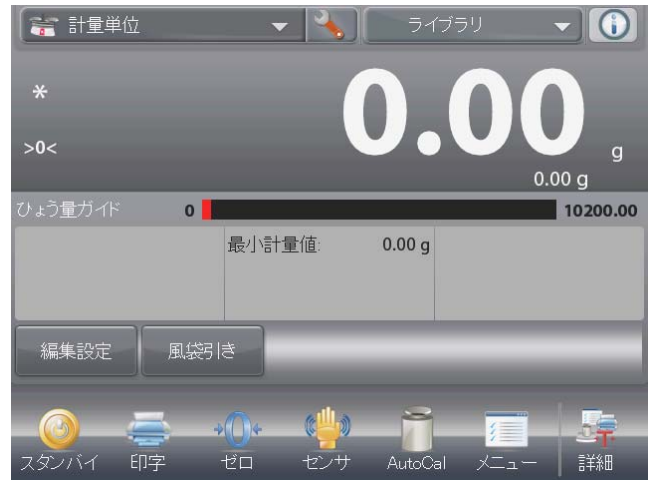 計量単位 ライブラリ
*
0.00 g
>0<
0.00 g
ひょう量ガイド 0 10200.00
最小計量値: 0.00 g
編集設定 風袋引き
スタンバイ 印字 ゼロ センサ AutoCal メニュー 詳細